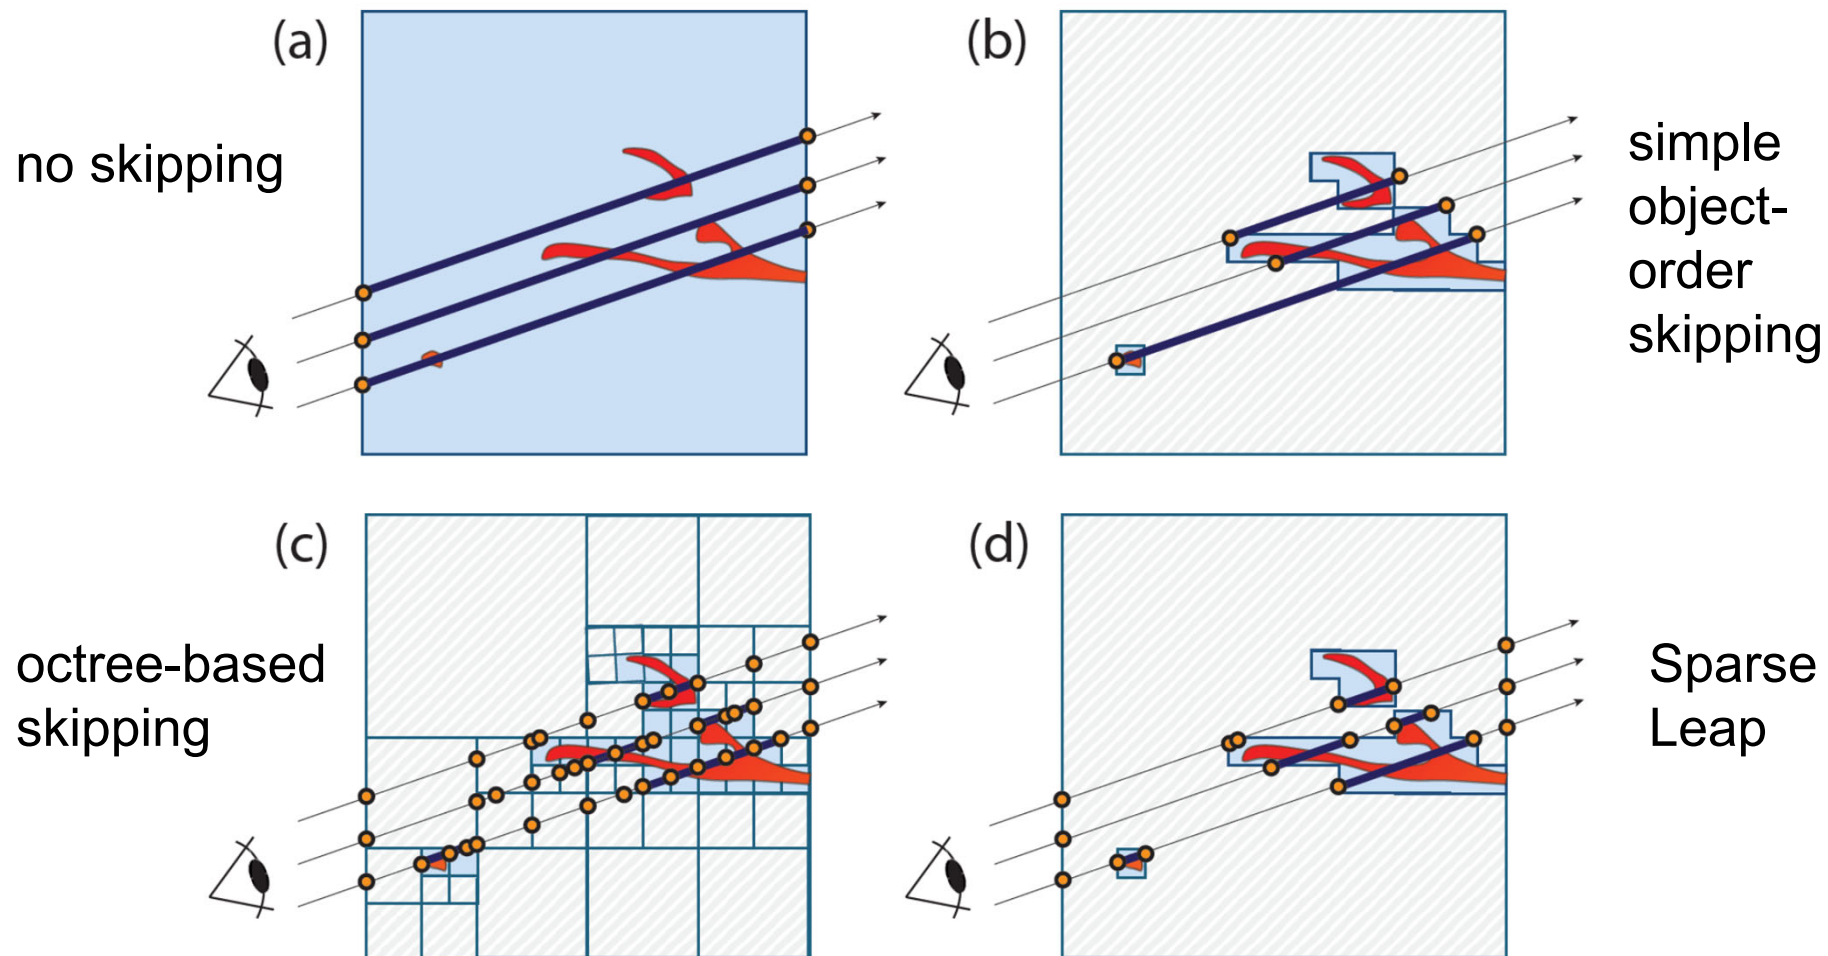 (a)
no skipping
(b)
simple
object-
order
skipping
(c)
octree-based
skipping
(d)
Sparse
Leap